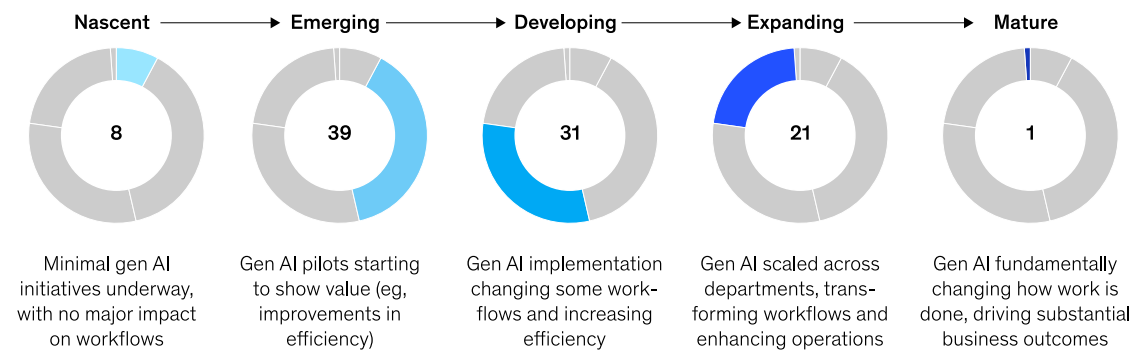 Nascent
Emerging
Developing
Expanding
Mature
8
39
31
21
1
Minimal gen AI
initiatives underway,
with no major impact
on workflows
Gen AI pilots starting
to show value (eg,
improvements in
efficiency)
Gen AI implementation
changing some work-
flows and increasing
efficiency
Gen AI scaled across
departments, trans-
forming workflows and
enhancing operations
Gen AI fundamentally
changing how work is
done, driving substantial
business outcomes